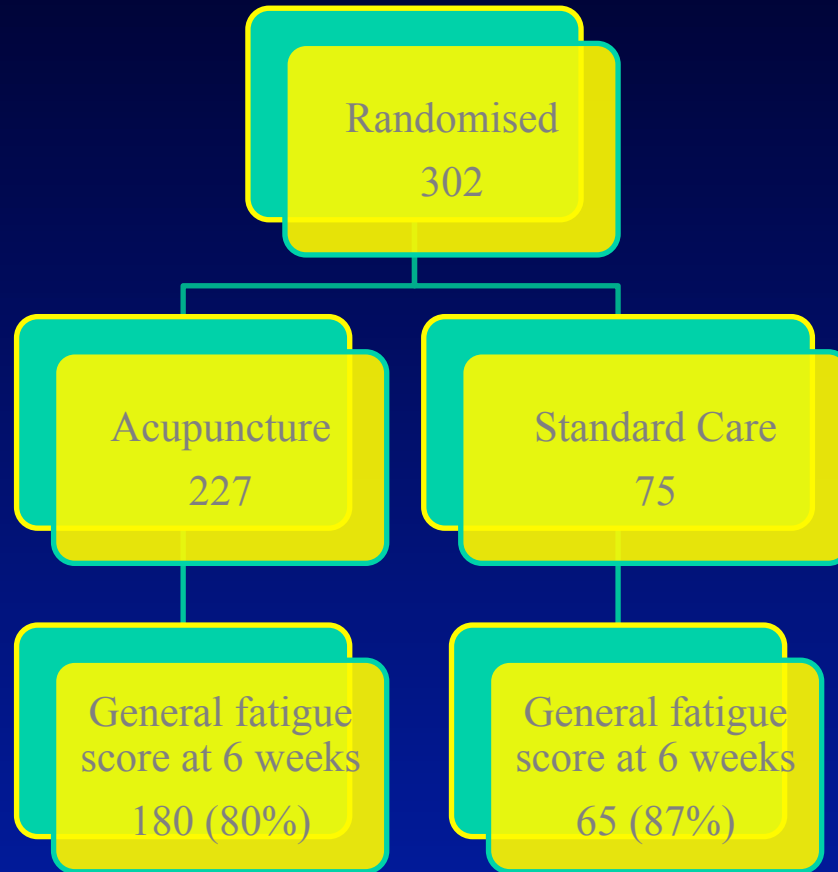 Randomised
302
Acupuncture
227
Standard Care
75
General fatigue
score at 6 weeks
180 (80%)
General fatigue
score at 6 weeks
65 (87%)